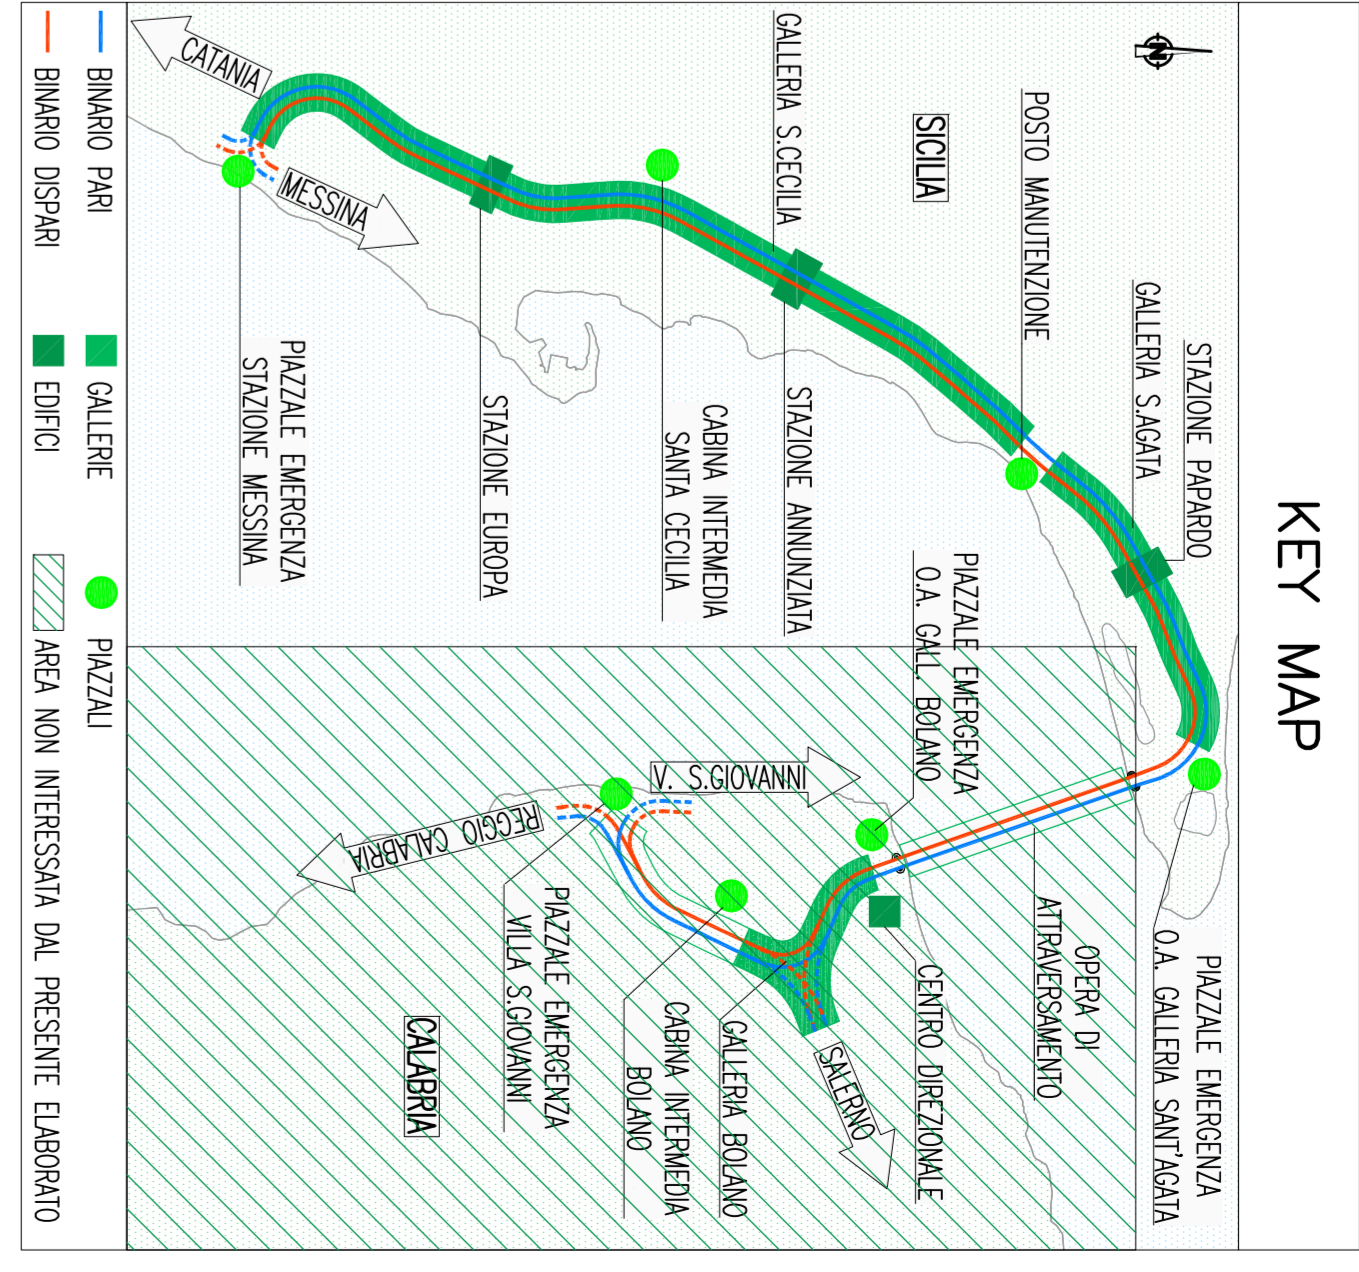 KEY MAP
N
STAZIONE PAPARDO
GALLERIA S.AGATA
POSTO MANUTENZIONE
SICILIA
GALLERIA S.CECILIA
CATANIA
MESSINA
PIAZZALE EMERGENZA
STAZIONE MESSINA
STAZIONE EUROPA
CABINA INTERMEDIA
SANTA CECILIA
STAZIONE ANNUNZIATA
PIAZZALE EMERGENZA
O.A. GALL. BOLANO
PIAZZALE EMERGENZA
O.A. GALLERIA SANT'AGATA
OPERA DI
ATTRAVERSAMENTO
CENTRO DIREZIONALE
SALERNO
GALLERIA BOLANO
CABINA INTERMEDIA
BOLANO
PIAZZALE EMERGENZA
VILLA S.GIOVANNI
V. S.GIOVANNI
REGGIO CALABRIA
CALABRIA
BINARIO PARI
GALLERIE
PIAZZALI
BINARIO DISPARI
EDIFICI
AREA NON INTERESSATA DAL PRESENTE ELABORATO